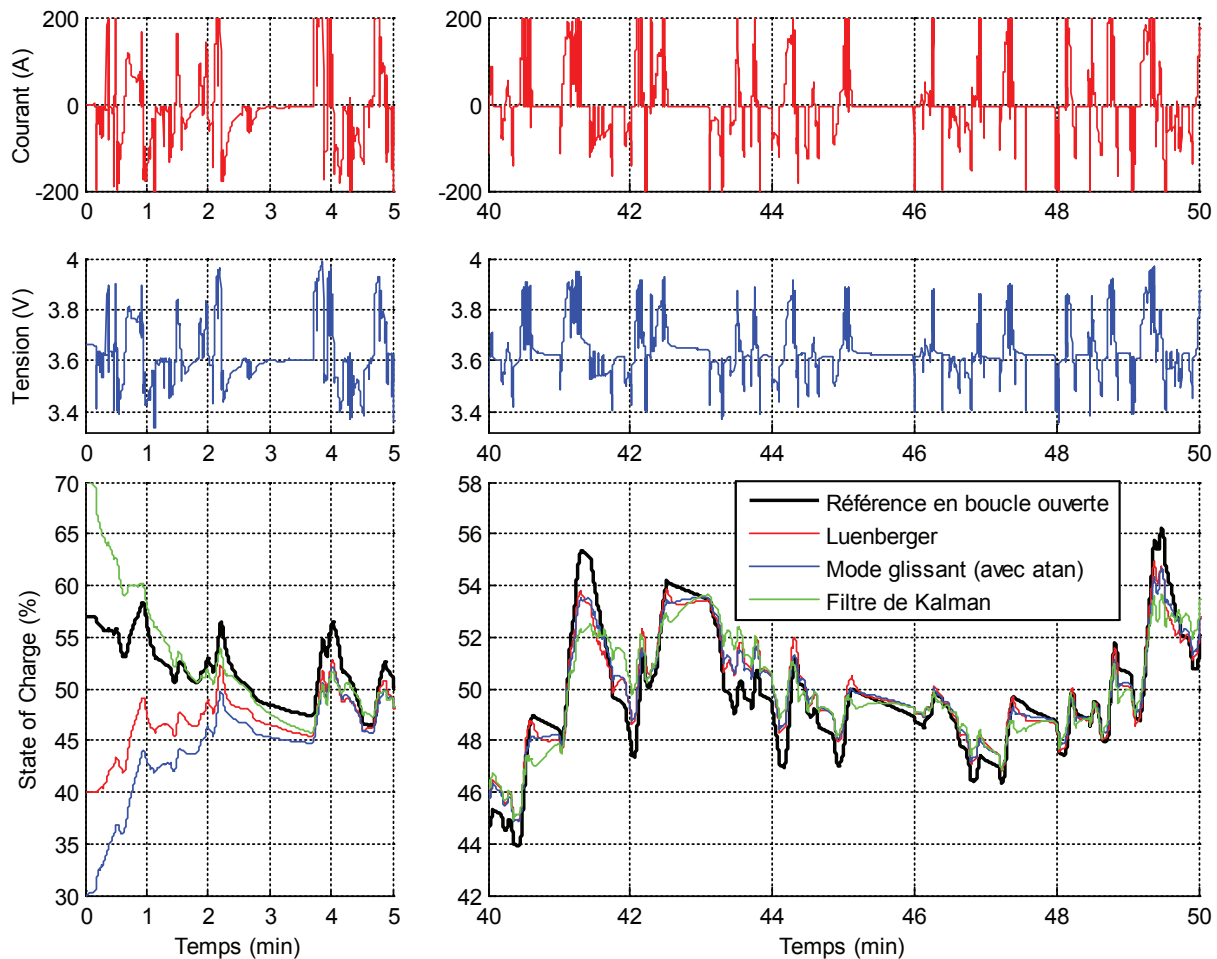 200
0
-200
Courant (A)
0 1 2 3 4 5
200
0
-200
40 42 44 46 48 50
4
3.8
3.6
3.4
Tension (V)
0 1 2 3 4 5
4
3.8
3.6
3.4
40 42 44 46 48 50
70
65
60
55
50
45
40
35
30
State of Charge (%)
0 1 2 3 4 5
Temps (min)
58
56
54
52
50
48
46
44
42
40 42 44 46 48 50
Temps (min)
Référence en boucle ouverte
Luenberger
Mode glissant (avec atan)
Filtre de Kalman